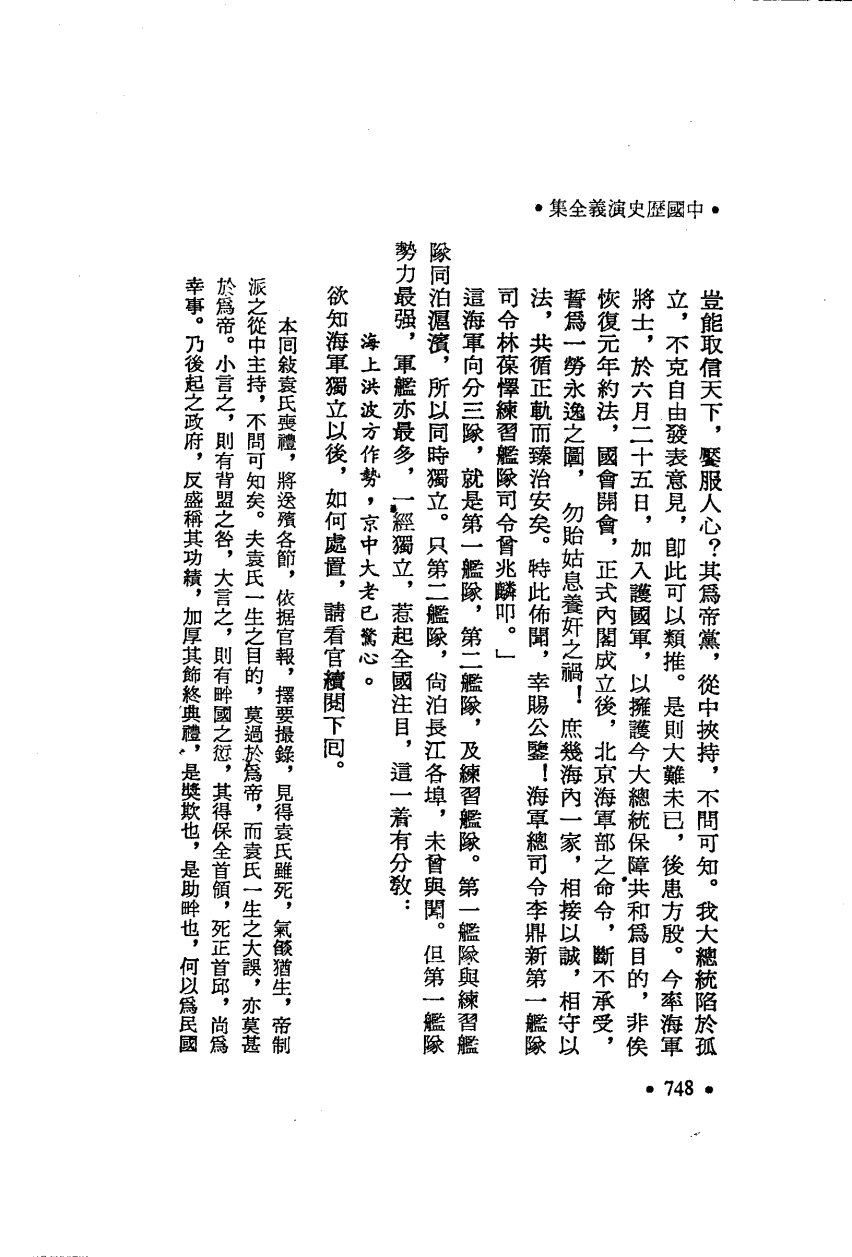 •中國歷史演義全集•
豈能取信天下，饜服人心？其爲帝黨，從中挾持，不問可知。我大總統陷於孤
立，不克自由發表意見，卽此可以類推。是則大難未已，後患方殷。今率海軍
將士，於六月二十五日，加入護國軍，以擁護今大總統保障共和爲目的，非俟
恢復元年約法，國會開會，正式內閣成立後，北京海軍部之命令，斷不承受，
誓爲一勞永逸之圖，勿貽姑息養奸之禍！庶幾海內一家，相接以誠，相守以
法，共循正軌而臻治安矣。特此佈聞，幸賜公鑒！海軍總司令李鼎新第一艦隊
司令林葆懌練習艦隊司令曾兆麟叩。」
這海軍向分三隊，就是第一艦隊，第二艦隊，及練習艦隊。第一艦隊與練習艦
隊同泊滬濱，所以同時獨立。只第二艦隊，尙泊長江各埠，未曾與聞。但第一艦隊
勢力最强，軍艦亦最多，一經獨立，惹起全國注目，這一着有分敎：
海上洪波方作勢，京中大老已驚心。
欲知海軍獨立以後，如何處置，請看官續閱下回。
本回敍袁氏喪禮，將送殯各節，依据官報，擇要撮錄，見得袁氏雖死，氣燄猶生，帝制
派之從中主持，不問可知矣。夫袁氏一生之目的，莫過於爲帝，而袁氏一生之大誤，亦莫甚
於爲帝。小言之，則有背盟之咎，大言之，則有畔國之愆，其得保全首領，死正首邱，尙爲
幸事。乃後起之政府，反盛稱其功績，加厚其飾終典禮，是獎欺也，是助畔也，何以爲民國
•748•